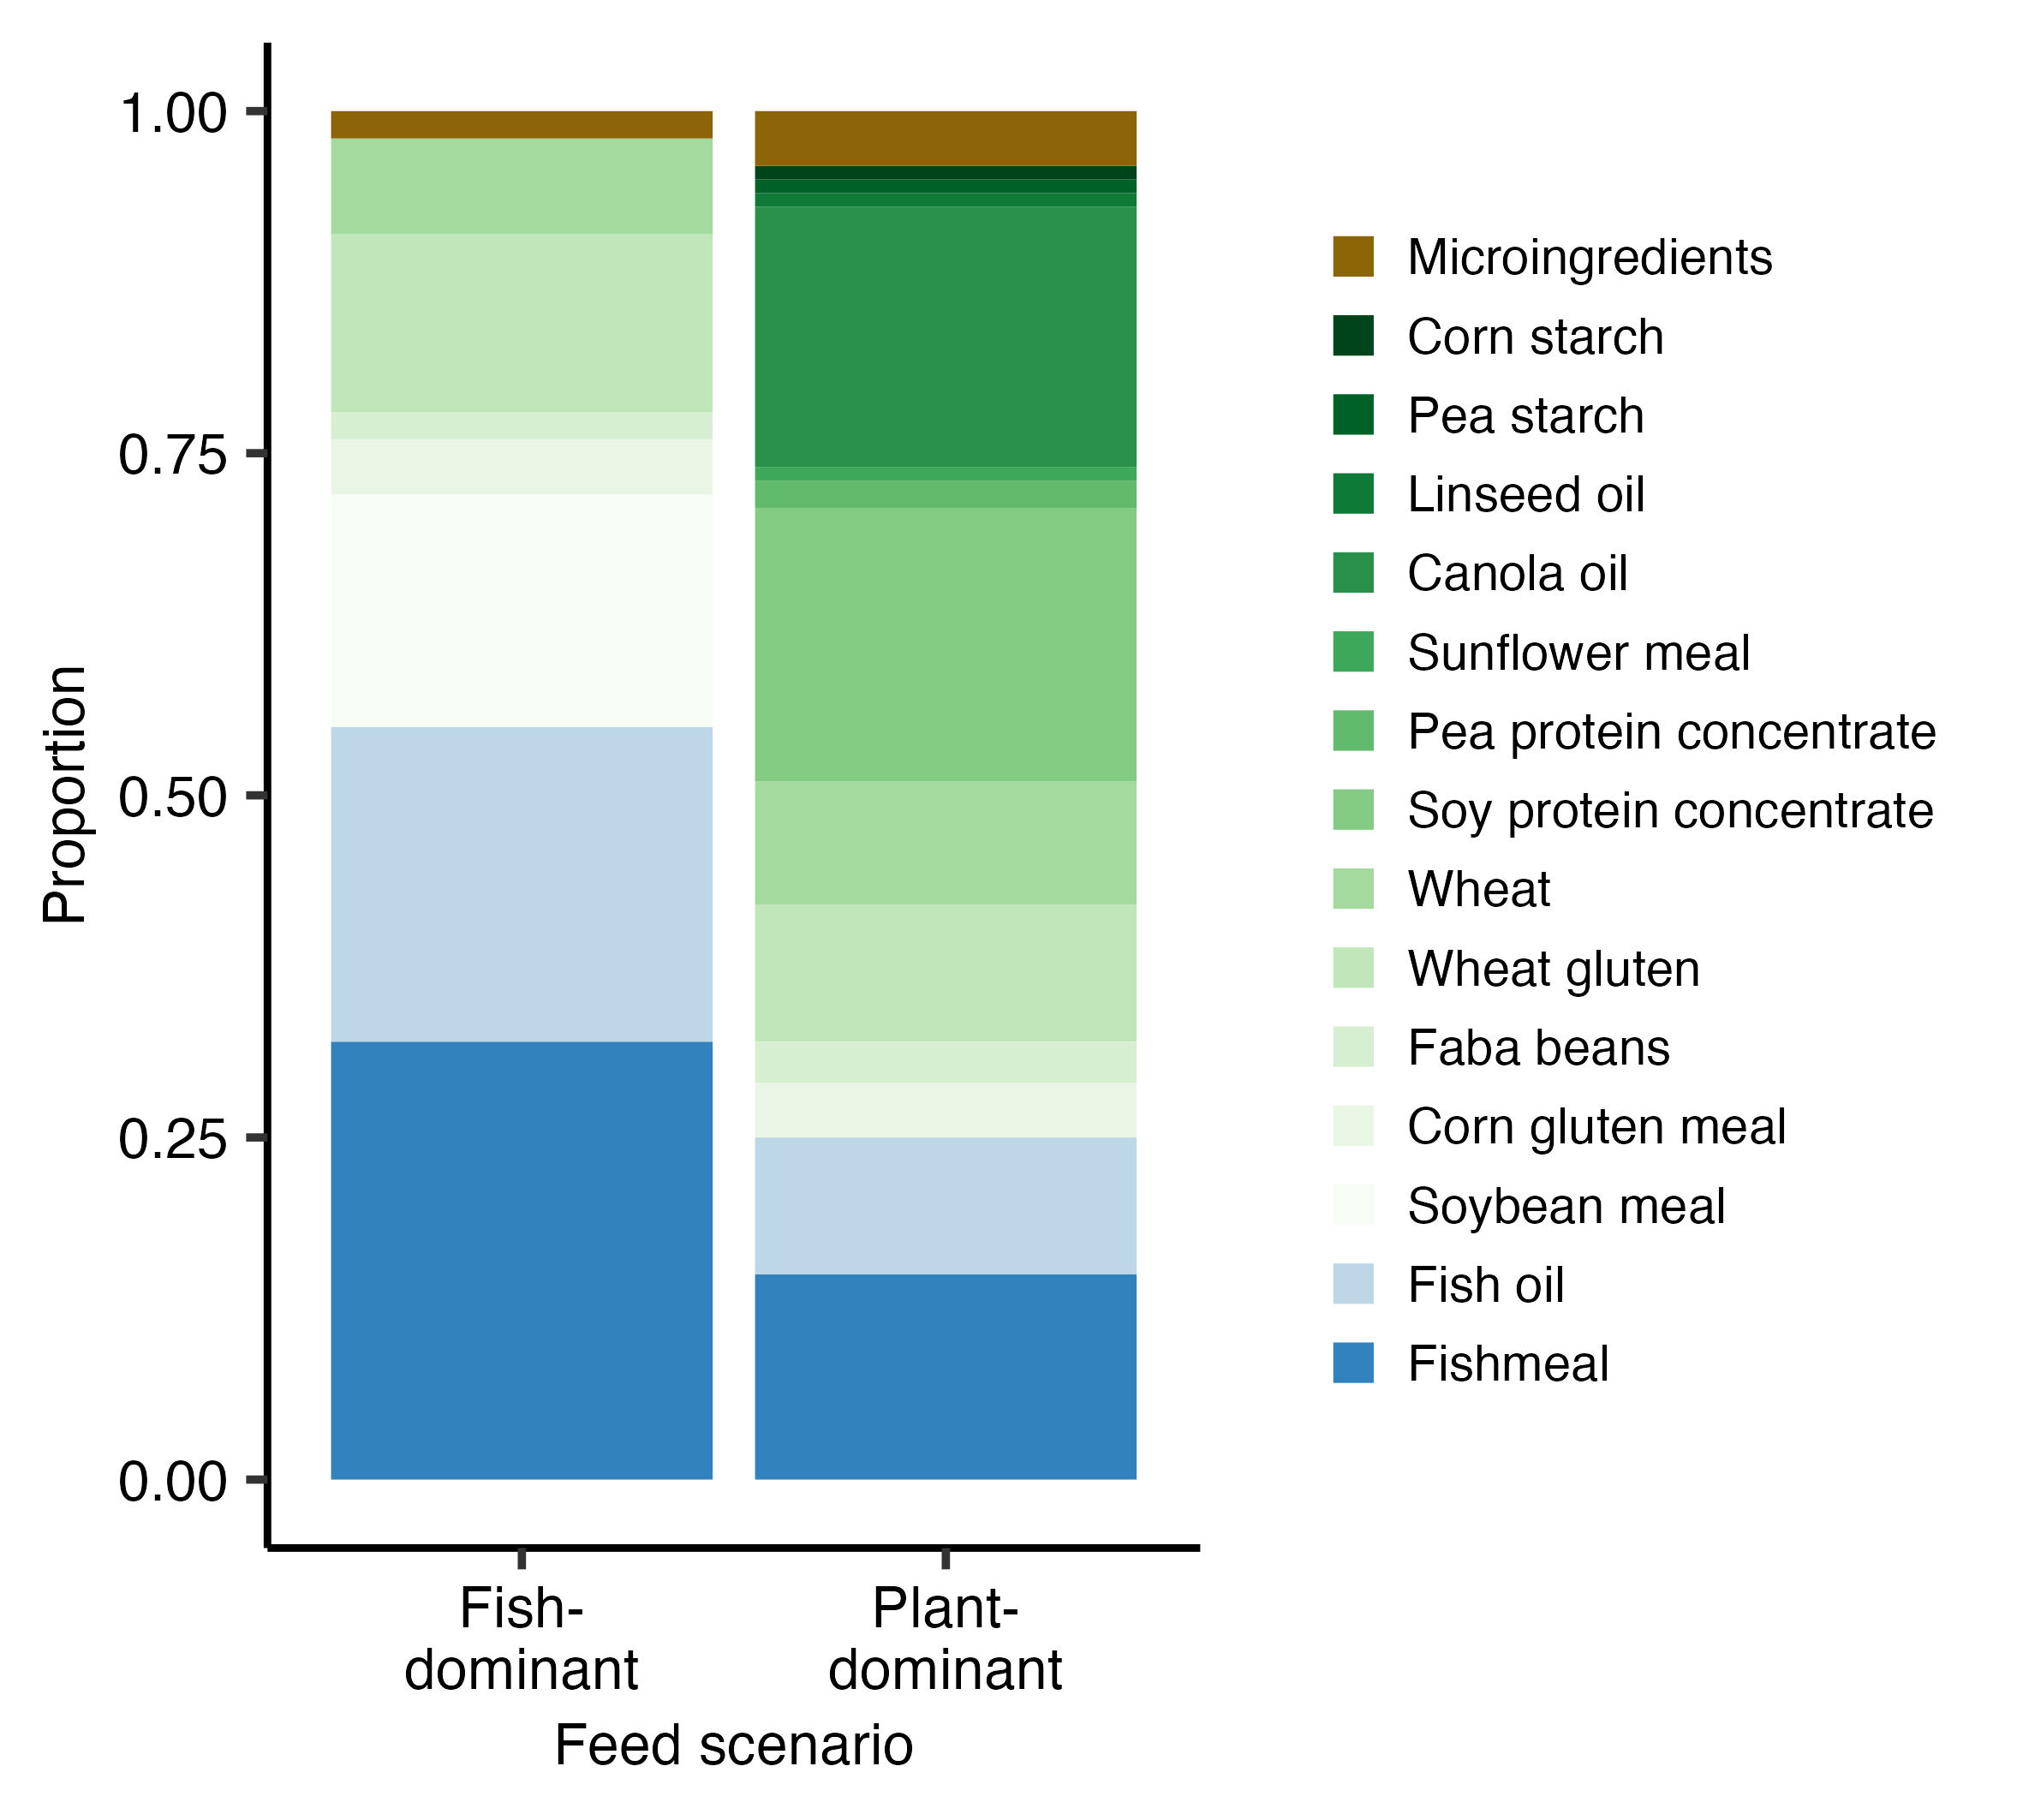 1.00
0.75
0.50
0.25
0.00
Proportion
Fish-
dominant
Plant-
dominant
Feed scenario
Microingredients
Corn starch
Pea starch
Linseed oil
Canola oil
Sunflower meal
Pea protein concentrate
Soy protein concentrate
Wheat
Wheat gluten
Faba beans
Corn gluten meal
Soybean meal
Fish oil
Fishmeal